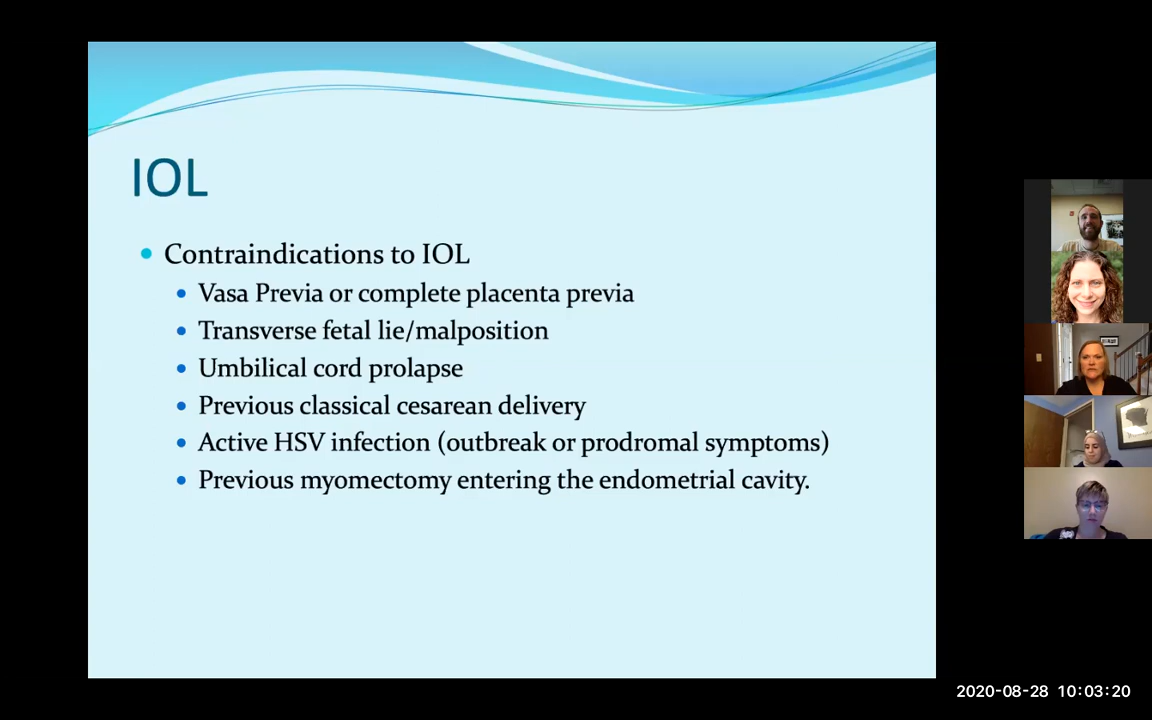 IOL
Contraindications to IOL
Vasa Previa or complete placenta previa
Transverse fetal lie/malposition
Umbilical cord prolapse
Previous classical cesarean delivery
Active HSV infection (outbreak or prodromal symptoms)
Previous myomectomy entering the endometrial cavity.
2020-08-28 10:03:20